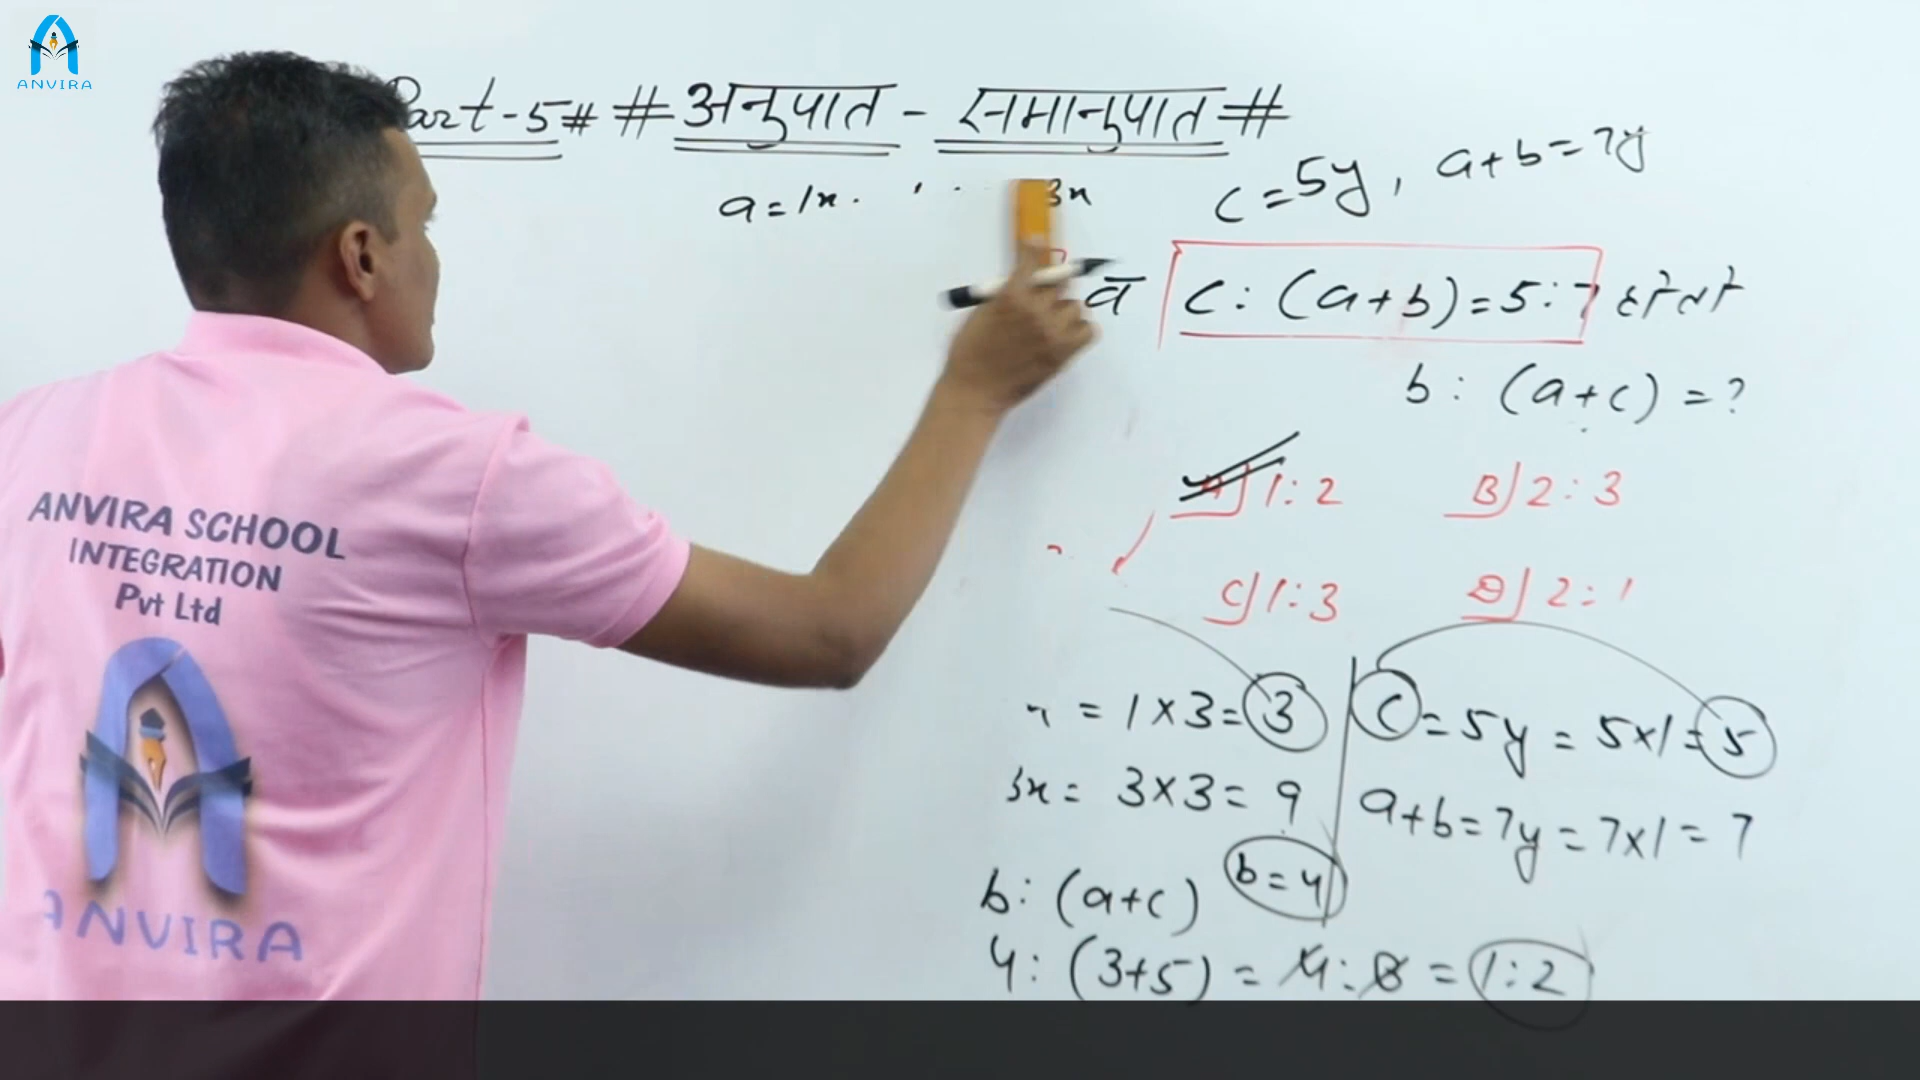 ANVIRA
Part-5# #अनुपात - समानुपात#
a=1x. 3x c=5y, a+b=7y
व c:(a+b)=5:7
b:(a+c)=?
A) 1:2 B) 2:3
C) 1:3 D) 2:1
= 1×3=3 c=5y=5×1=5
3x= 3×3=9 a+b=7y=7×1=7
b:(a+c) b=4
4:(3+5)=4:8=1:2
ANVIRA SCHOOL
INTEGRATION
Pvt Ltd
ANVIRA